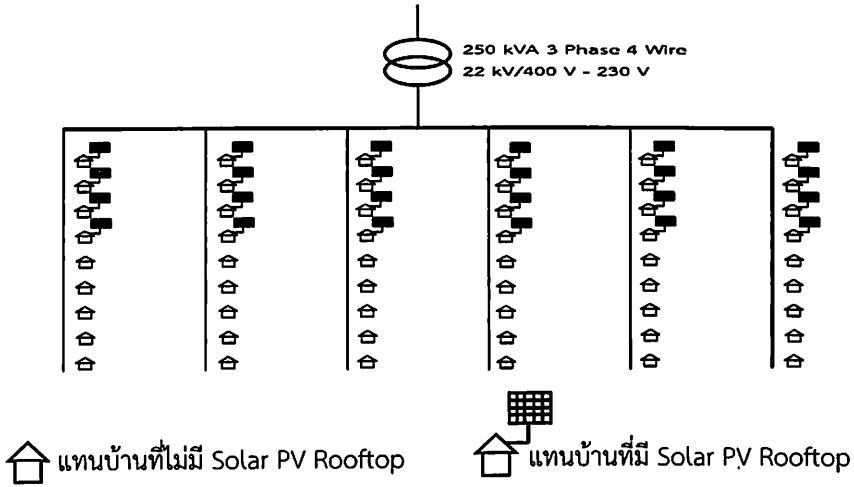 250 kVA 3 Phase 4 Wire
22 kV/400 V - 230 V
แทนบ้านที่ไม่มี Solar PV Rooftop
แทนบ้านที่มี Solar PV Rooftop